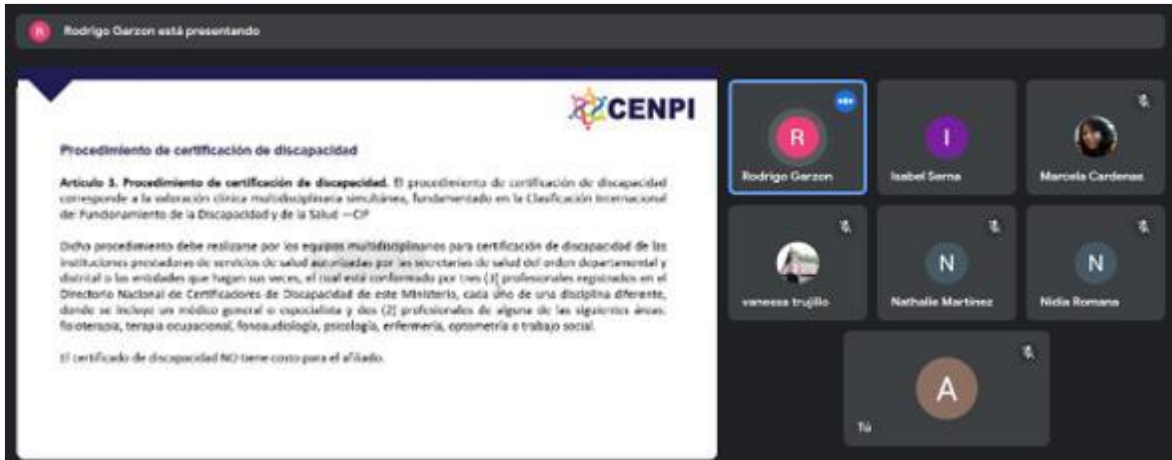 R
Rodrigo Garzon está presentando
CENPI
Procedimiento de certificación de discapacidad
Artículo 3. Procedimiento de certificación de discapacidad. El procedimiento de certificación de discapacidad
corresponde a la valoración clínica multidisciplinaria simultánea, fundamentado en la Clasificación Internacional
del Funcionamiento de la Discapacidad y de la Salud —CIF
Dicho procedimiento debe realizarse por los equipos multidisciplinarios para certificación de discapacidad de las
instituciones prestadoras de servicios de salud autorizadas por las secretarías de salud del orden departamental y
distrital o las entidades que hagan sus veces, el cual está conformado por tres (3) profesionales registrados en el
Directorio Nacional de Certificadores de Discapacidad de este Ministerio, cada uno de una disciplina diferente,
donde se incluye un médico general o especialista y dos (2) profesionales de alguna de las siguientes áreas:
fisioterapia, terapia ocupacional, fonoaudiología, psicología, enfermería, optometría o trabajo social.
El certificado de discapacidad NO tiene costo para el afiliado.
R
Rodrigo Garzon
I
Isabel Serna
Marcela Cardenas
vanessa trujillo
N
Nathalie Martinez
N
Nidia Romana
A
Tú